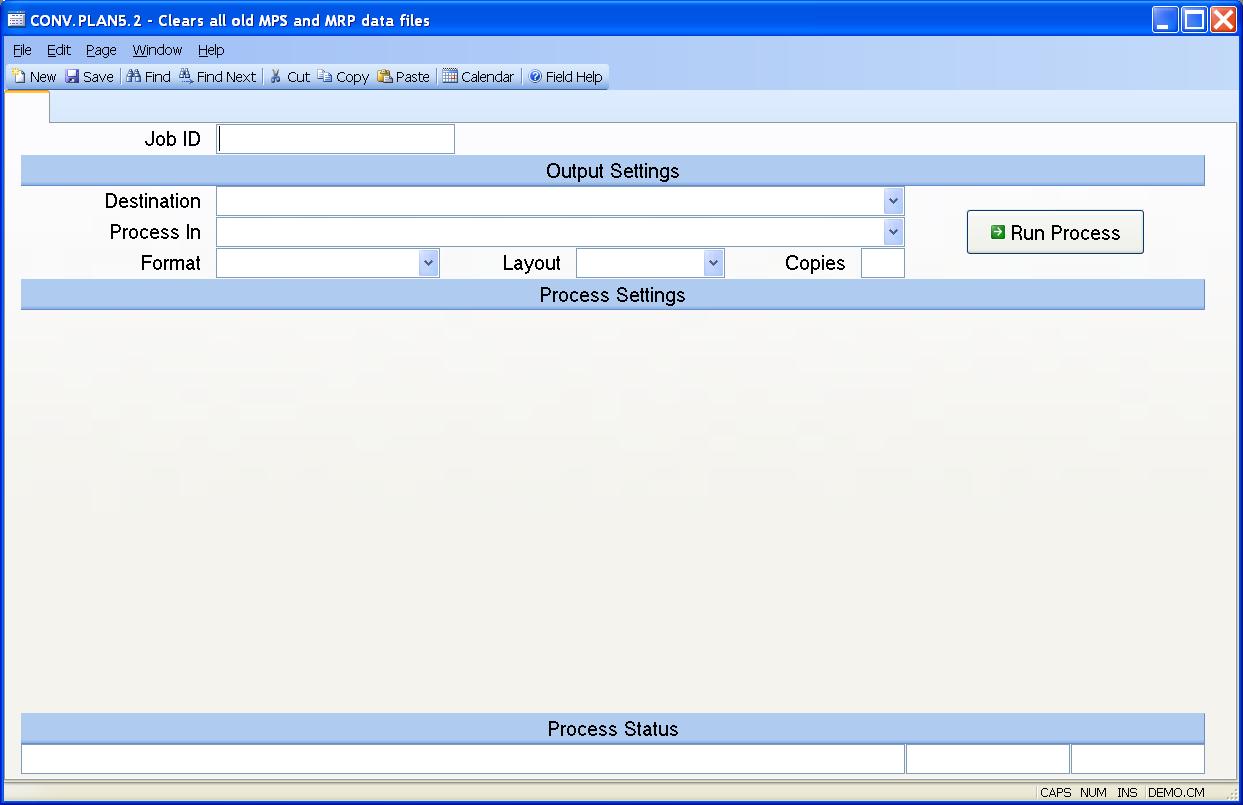 CONV.PLAN5.2 - Clears all old MPS and MRP data files
File Edit Page Window Help
New Save Find Find Next Cut Copy Paste Calendar Field Help
Job ID
Output Settings
Destination
Process In
Run Process
Format Layout Copies
Process Settings
Process Status
CAPS NUM INS DEMO.CM